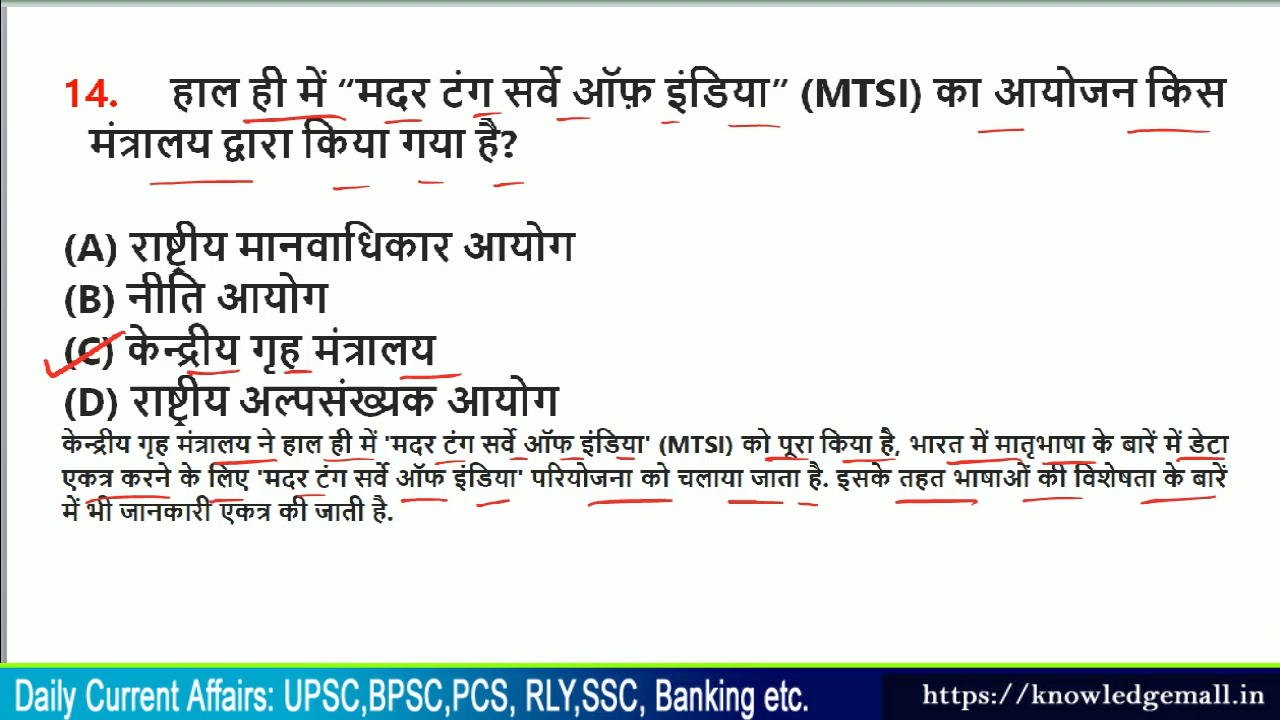 14. हाल ही में “मदर टंग सर्वे ऑफ़ इंडिया” (MTSI) का आयोजन किस
मंत्रालय द्वारा किया गया है?
(A) राष्ट्रीय मानवाधिकार आयोग
(B) नीति आयोग
(C) केन्द्रीय गृह मंत्रालय
(D) राष्ट्रीय अल्पसंख्यक आयोग
केन्द्रीय गृह मंत्रालय ने हाल ही में 'मदर टंग सर्वे ऑफ इंडिया' (MTSI) को पूरा किया है, भारत में मातृभाषा के बारें में डेटा
एकत्र करने के लिए 'मदर टंग सर्वे ऑफ इंडिया' परियोजना को चलाया जाता है. इसके तहत भाषाओं की विशेषता के बारें
में भी जानकारी एकत्र की जाती है.
Daily Current Affairs: UPSC,BPSC,PCS, RLY,SSC, Banking etc.
https://knowledgemall.in